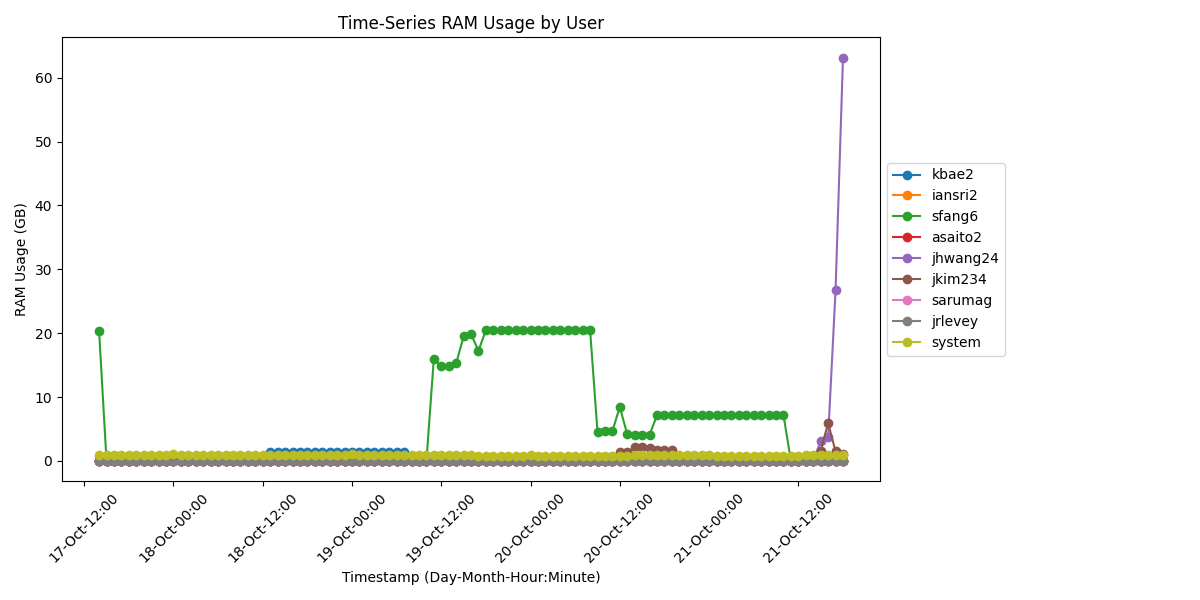 Time-Series RAM Usage by User
60
50
40
30
20
10
0
RAM Usage (GB)
17-Oct-12:00
18-Oct-00:00
18-Oct-12:00
19-Oct-00:00
19-Oct-12:00
20-Oct-00:00
20-Oct-12:00
21-Oct-00:00
21-Oct-12:00
Timestamp (Day-Month-Hour:Minute)
kbae2
iansri2
sfang6
asaito2
jhwang24
jkim234
sarumag
jrlevey
system